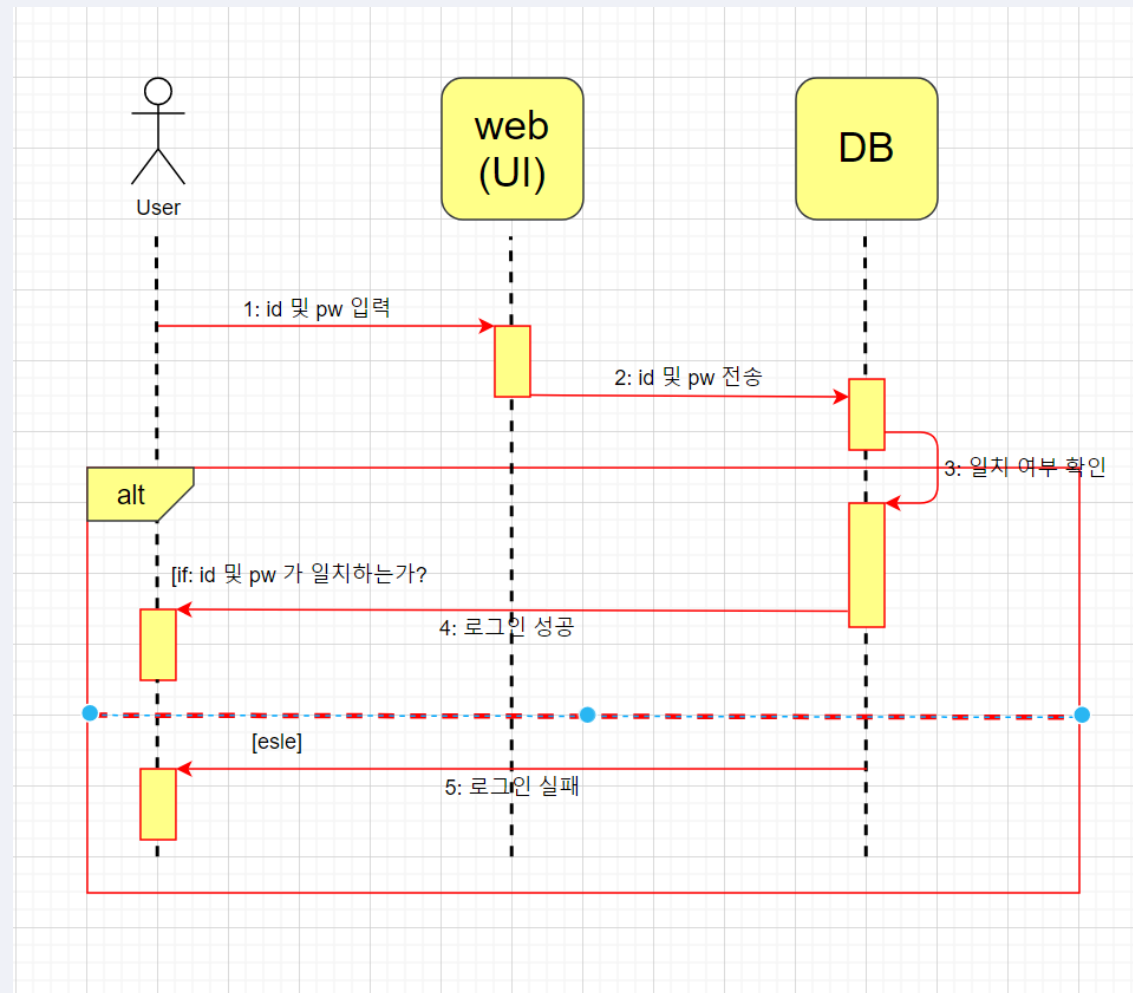 web
(UI)
DB
User
1: id 및 pw 입력
2: id 및 pw 전송
3: 일치 여부 확인
alt
[if: id 및 pw 가 일치하는가?
4: 로그인 성공
[esle]
5: 로그인 실패